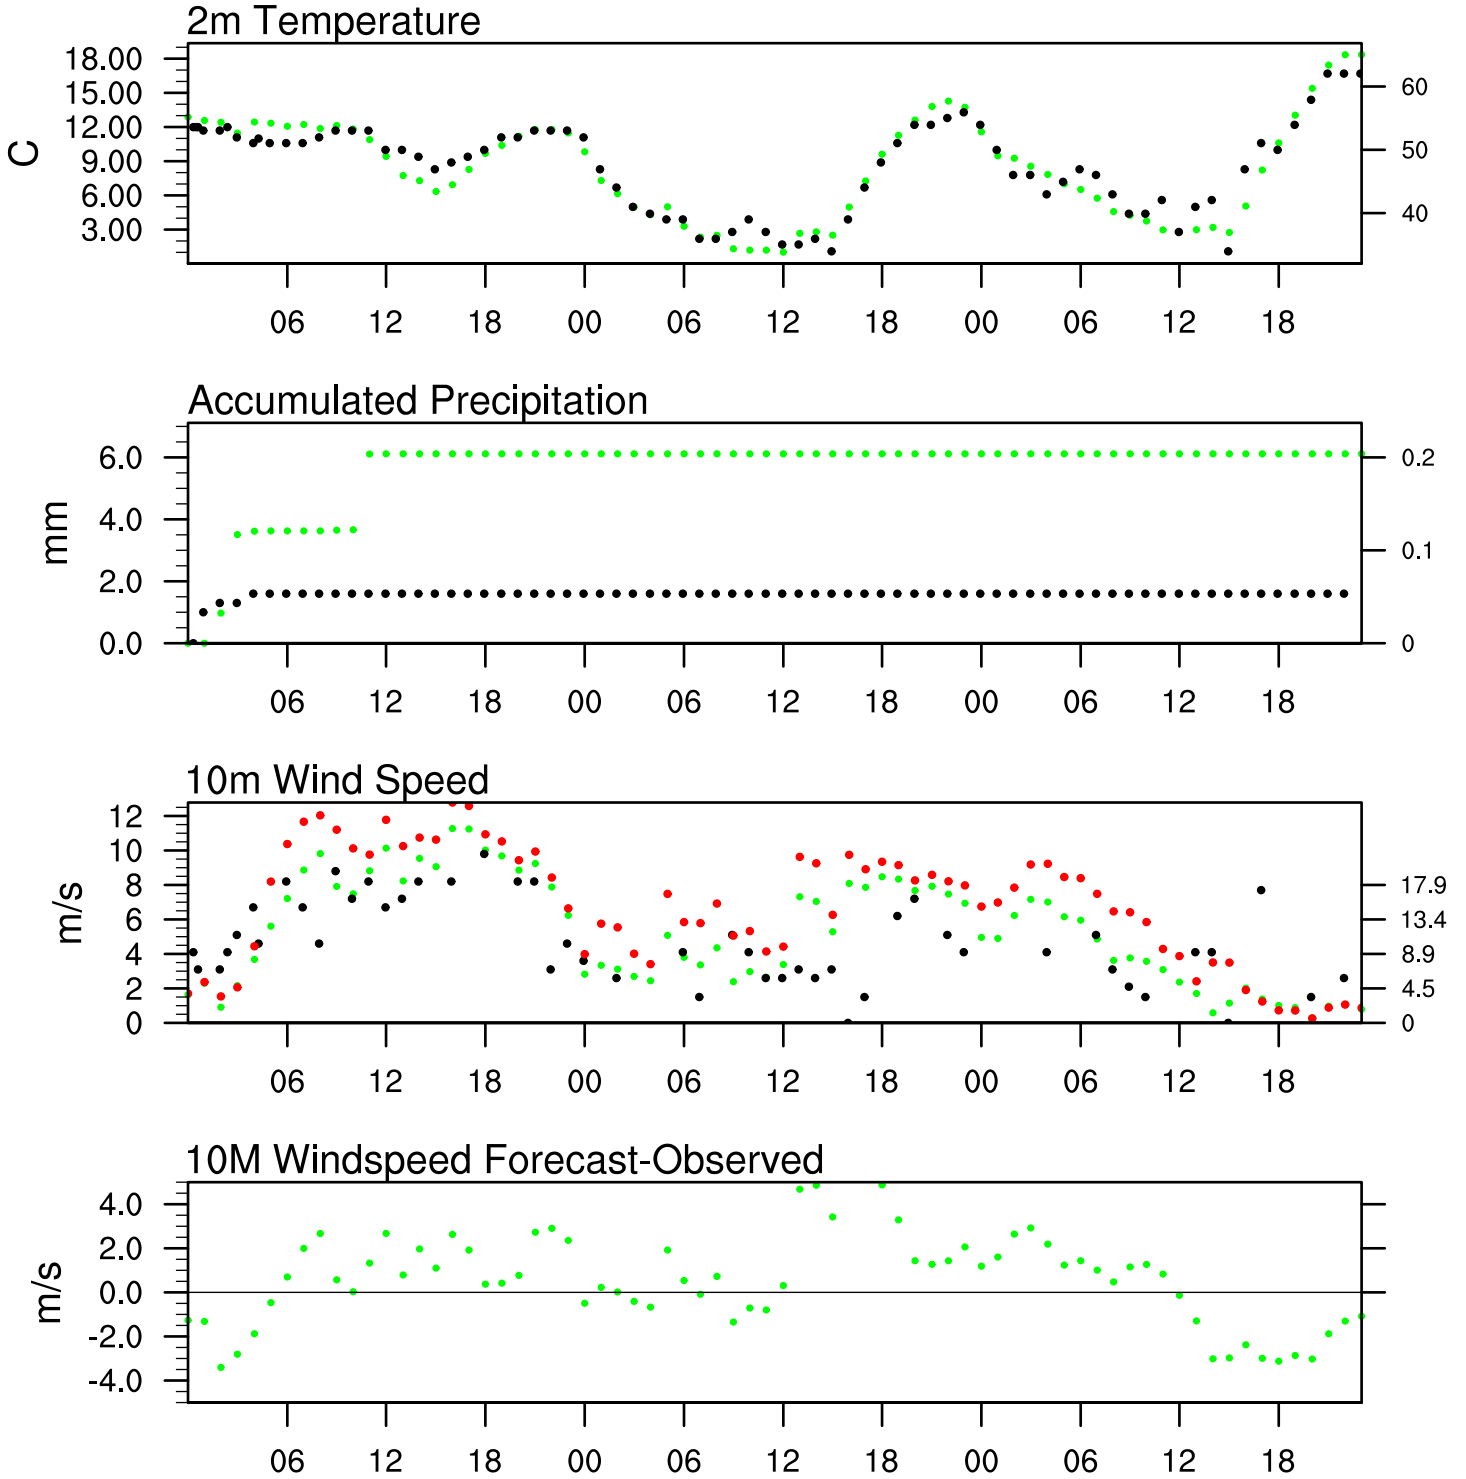 2m Temperature
18.00
15.00
12.00
9.00
6.00
3.00
C
60
50
40
06 12 18 00 06 12 18 00 06 12 18
Accumulated Precipitation
6.0
4.0
2.0
0.0
mm
0.2
0.1
0
06 12 18 00 06 12 18 00 06 12 18
10m Wind Speed
12
10
8
6
4
2
0
m/s
17.9
13.4
8.9
4.5
0
06 12 18 00 06 12 18 00 06 12 18
10M Windspeed Forecast-Observed
4.0
2.0
0.0
-2.0
-4.0
m/s
06 12 18 00 06 12 18 00 06 12 18